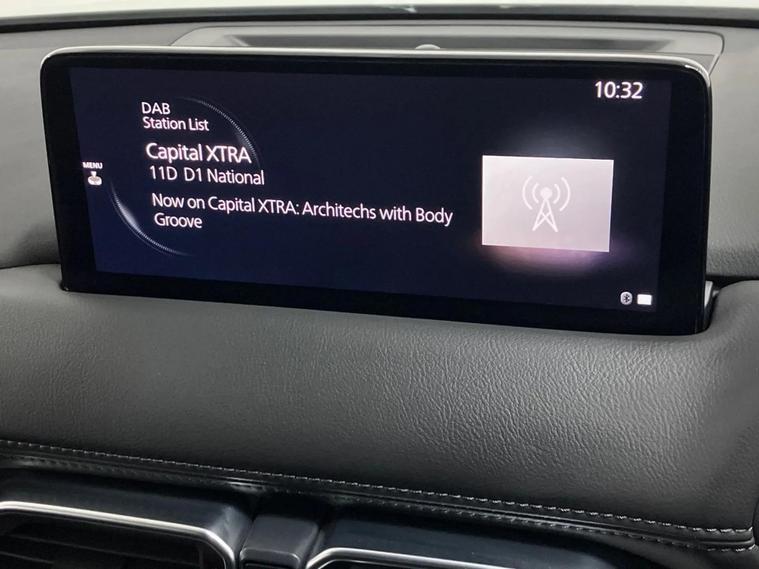 10:32
DAB
Station List
Capital XTRA
11D D1 National
MENU
Now on Capital XTRA: Architechs with Body
Groove